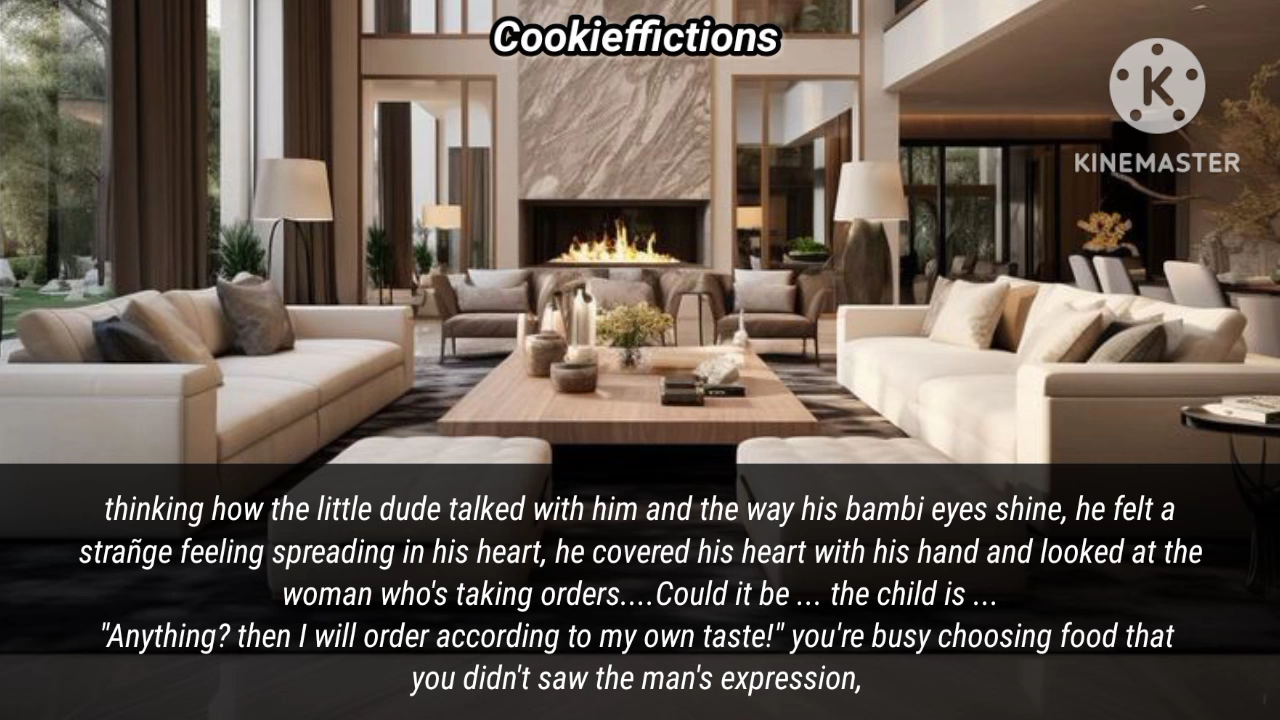 Cookieffictions
K
KINEMASTER
thinking how the little dude talked with him and the way his bambi eyes shine, he felt a
strañge feeling spreading in his heart, he covered his heart with his hand and looked at the
woman who's taking orders....Could it be ... the child is ...
"Anything? then I will order according to my own taste!" you're busy choosing food that
you didn't saw the man's expression,